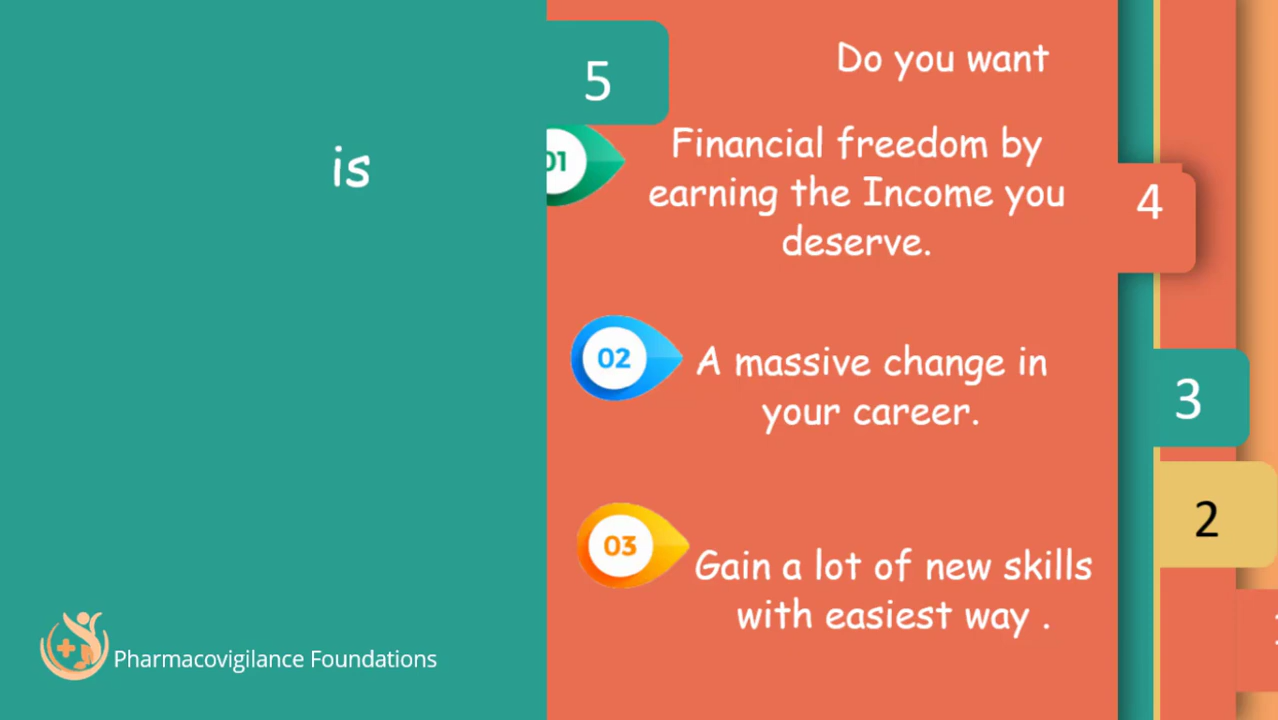 is
Pharmacovigilance Foundations
5
Do you want
01
Financial freedom by
earning the Income you
deserve.
02
A massive change in
your career.
03
Gain a lot of new skills
with easiest way .
4
3
2